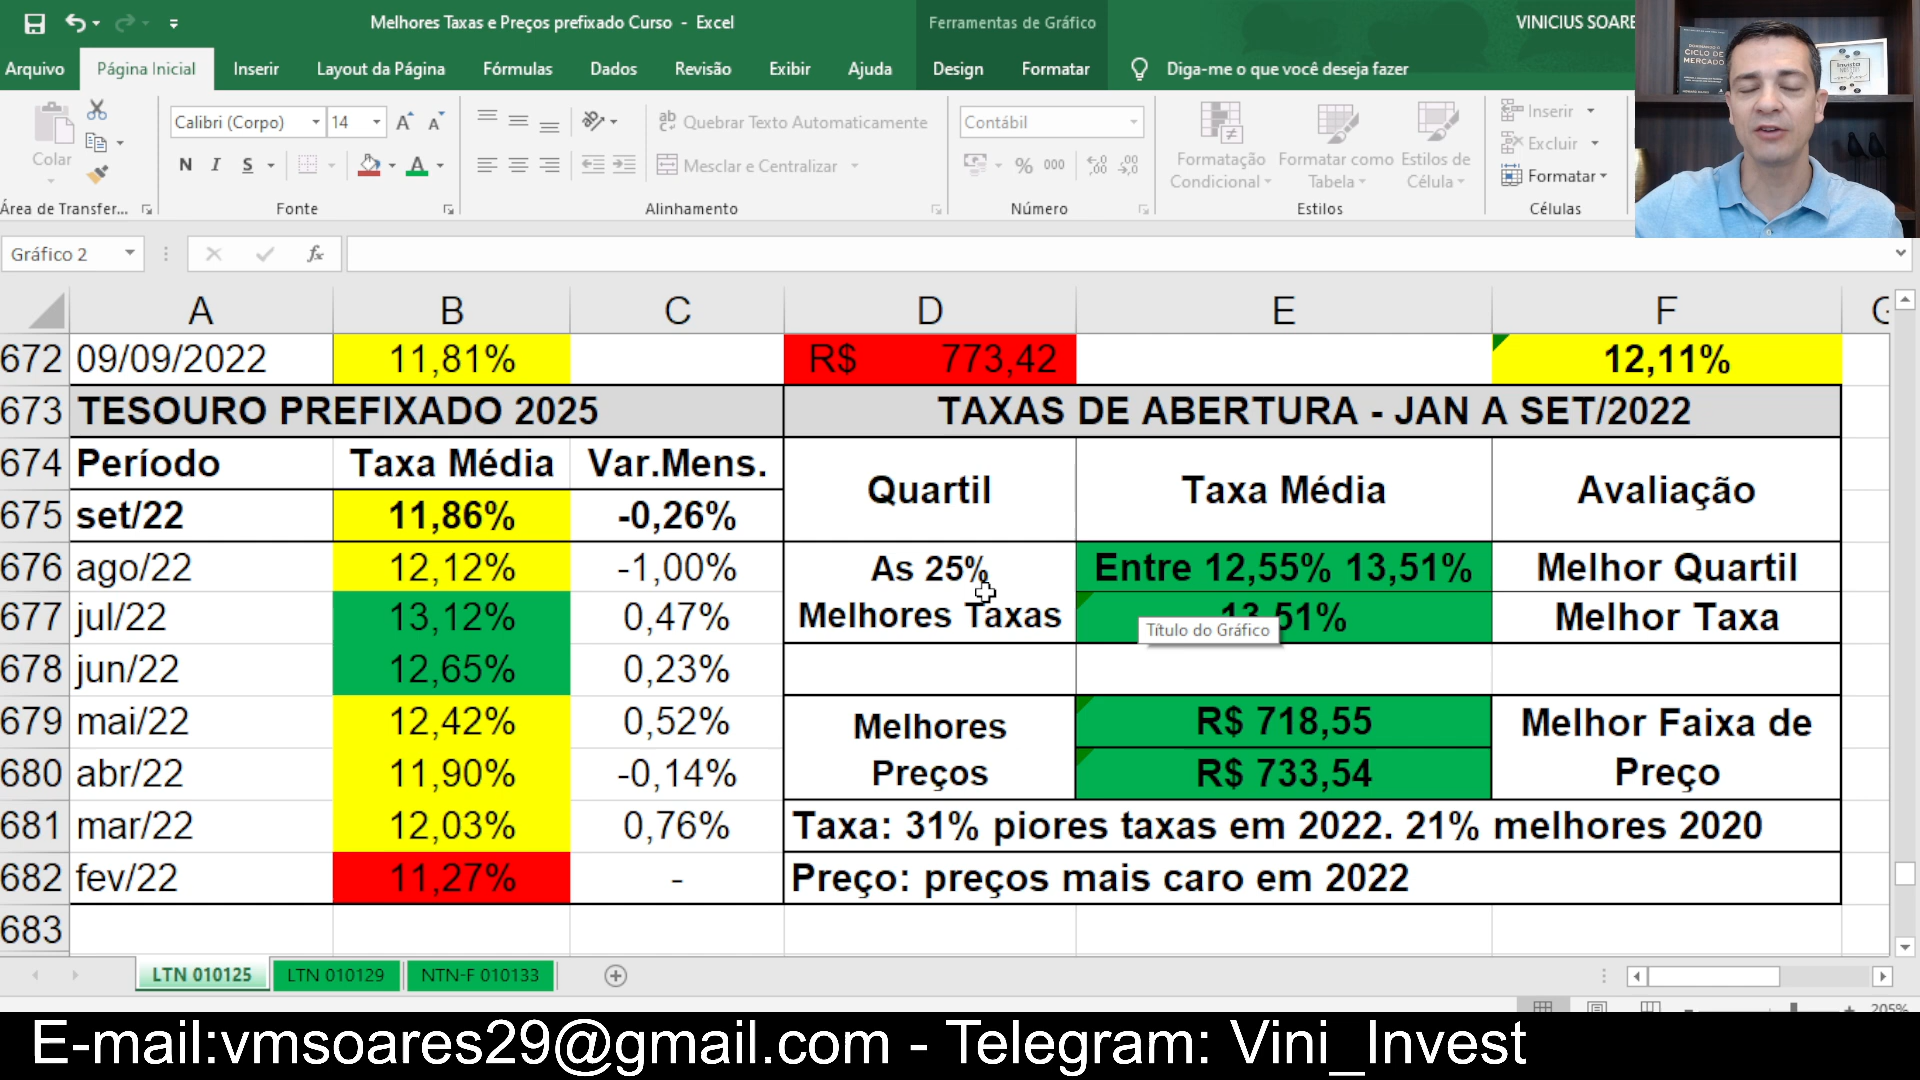 Melhores Taxas e Preços prefixado Curso - Excel
Ferramentas de Gráfico
VINICIUS SOARE
Arquivo Página Inicial Inserir Layout da Página Fórmulas Dados Revisão Exibir Ajuda Design Formatar Diga-me o que você deseja fazer
CICLO DE
MERCADO
Colar
Calibri (Corpo) 14
N I S
Quebrar Texto Automaticamente
Mesclar e Centralizar
Contábil
% 000
Formatação
Condicional
Formatar como
Tabela
Estilos de
Célula
Inserir
Excluir
Formatar
Área de Transfer... Fonte Alinhamento Número Estilos Células
Gráfico 2 fx
A B C D E F
672 09/09/2022 11,81% R$ 773,42 12,11%
673 TESOURO PREFIXADO 2025 TAXAS DE ABERTURA - JAN A SET/2022
674 Período Taxa Média Var.Mens.
Quartil Taxa Média Avaliação
675 set/22 11,86% -0,26%
676 ago/22 12,12% -1,00% As 25% Entre 12,55% 13,51% Melhor Quartil
677 jul/22 13,12% 0,47% Melhores Taxas 13,51% Melhor Taxa
Título do Gráfico
678 jun/22 12,65% 0,23%
679 mai/22 12,42% 0,52% Melhores R$ 718,55 Melhor Faixa de
680 abr/22 11,90% -0,14% Preços R$ 733,54 Preço
681 mar/22 12,03% 0,76% Taxa: 31% piores taxas em 2022. 21% melhores 2020
682 fev/22 11,27% - Preço: preços mais caro em 2022
683
LTN 010125 LTN 010129 NTN-F 010133
205%
E-mail:vmsoares29@gmail.com - Telegram: Vini_Invest